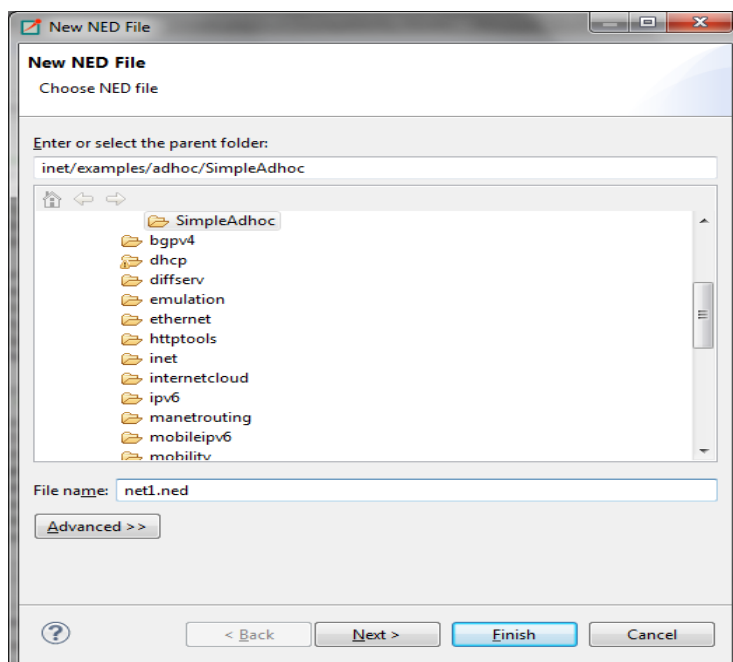 New NED File
New NED File
Choose NED file
Enter or select the parent folder:
inet/examples/adhoc/SimpleAdhoc
SimpleAdhoc
bgpv4
dhcp
diffserv
emulation
ethernet
httptools
inet
internetcloud
ipv6
manetrouting
mobileipv6
mobility
File name: net1.ned
Advanced >>
< Back Next > Finish Cancel